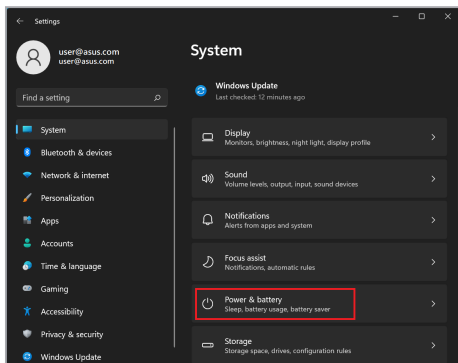 Settings
user@asus.com
user@asus.com
Find a setting
System
Bluetooth & devices
Network & internet
Personalization
Apps
Accounts
Time & language
Gaming
Accessibility
Privacy & security
Windows Update
System
Windows Update
Last checked: 12 minutes ago
Display
Monitors, brightness, night light, display profile
Sound
Volume levels, output, input, sound devices
Notifications
Alerts from apps and system
Focus assist
Notifications, automatic rules
Power & battery
Sleep, battery usage, battery saver
Storage
Storage space, drives, configuration rules